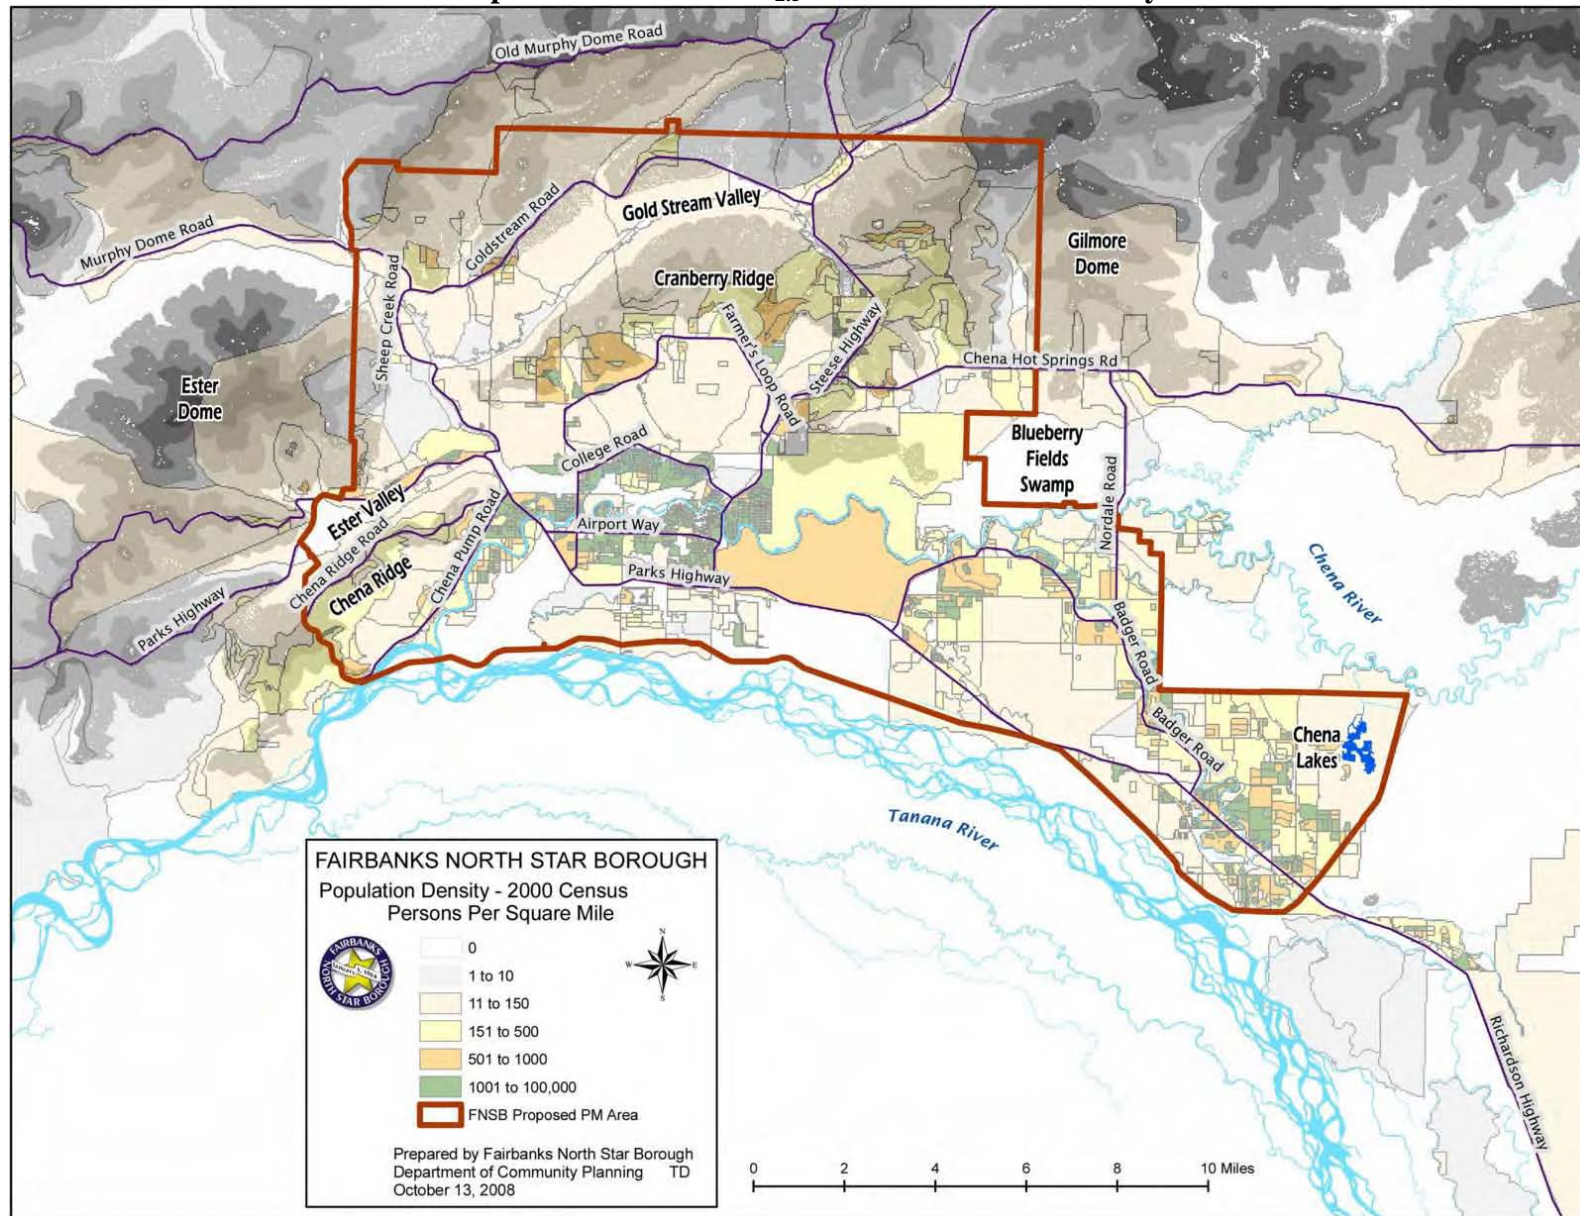 2.5
Old Murphy Dome Road
Murphy Dome Road
Goldstream Road
Gold Stream Valley
Gilmore
Dome
Cranberry Ridge
Sheep Creek Road
Farmer's Loop Road
Steese Highway
Chena Hot Springs Rd
Ester
Dome
College Road
Blueberry
Fields
Swamp
Nordale Road
Ester Valley
Chena Ridge Road
Chena Pump Road
Airport Way
Chena Ridge
Parks Highway
Parks Highway
Chena River
Badger Road
Badger Road
Chena
Lakes
Tanana River
Richardson Highway
FAIRBANKS NORTH STAR BOROUGH
Population Density - 2000 Census
Persons Per Square Mile
FAIRBANKS
NORTH STAR BOROUGH
N
W E
S
0
1 to 10
11 to 150
151 to 500
501 to 1000
1001 to 100,000
FNSB Proposed PM Area
Prepared by Fairbanks North Star Borough
Department of Community Planning TD
October 13, 2008
0 2 4 6 8 10 Miles